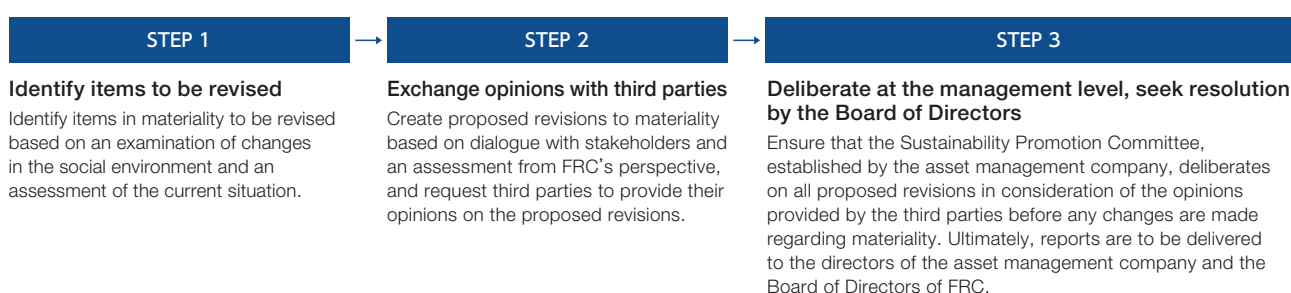 STEP 1
Identify items to be revised
Identify items in materiality to be revised
based on an examination of changes
in the social environment and an
assessment of the current situation.
STEP 2
Exchange opinions with third parties
Create proposed revisions to materiality
based on dialogue with stakeholders and
an assessment from FRC’s perspective,
and request third parties to provide their
opinions on the proposed revisions.
STEP 3
Deliberate at the management level, seek resolution
by the Board of Directors
Ensure that the Sustainability Promotion Committee,
established by the asset management company, deliberates
on all proposed revisions in consideration of the opinions
provided by the third parties before any changes are made
regarding materiality. Ultimately, reports are to be delivered
to the directors of the asset management company and the
Board of Directors of FRC.